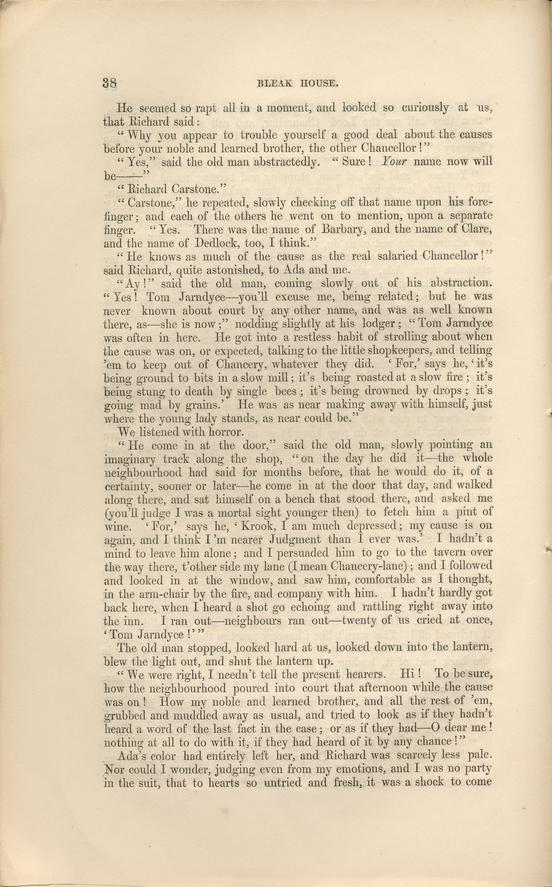 38 BLEAK HOUSE.
He seemed so rapt all in a moment, and looked so curiously at us,
that Richard said:
“Why you appear to trouble yourself a good deal about the causes
before your noble and learned brother, the other Chancellor!”
“Yes,” said the old man abstractedly. “Sure! Your name now will
be——”
“Richard Carstone.”
“Carstone,” he repeated, slowly checking off that name upon his fore-
finger; and each of the others he went on to mention, upon a separate
finger. “Yes. There was the name of Barbary, and the name of Clare,
and the name of Dedlock, too, I think.”
“He knows as much of the cause as the real salaried Chancellor!”
said Richard, quite astonished, to Ada and me.
“Ay!” said the old man, coming slowly out of his abstraction.
“Yes! Tom Jarndyce—you’ll excuse me, being related; but he was
never known about court by any other name, and was as well known
there, as—she is now;” nodding slightly at his lodger; “Tom Jarndyce
was often in here. He got into a restless habit of strolling about when
the cause was on, or expected, talking to the little shopkeepers, and telling
’em to keep out of Chancery, whatever they did. ‘For,’ says he, ‘it’s
being ground to bits in a slow mill; it’s being roasted at a slow fire; it’s
being stung to death by single bees; it’s being drowned by drops; it’s
going mad by grains.’ He was as near making away with himself, just
where the young lady stands, as near could be.”
We listened with horror.
“He come in at the door,” said the old man, slowly pointing an
imaginary track along the shop, “on the day he did it—the whole
neighbourhood had said for months before, that he would do it, of a
certainty, sooner or later—he come in at the door that day, and walked
along there, and sat himself on a bench that stood there, and asked me
(you’ll judge I was a mortal sight younger then) to fetch him a pint of
wine. ‘For,’ says he, ‘Krook, I am much depressed; my cause is on
again, and I think I’m nearer Judgment than I ever was.’ I hadn’t a
mind to leave him alone; and I persuaded him to go to the tavern over
the way there, t’other side my lane (I mean Chancery-lane); and I followed
and looked in at the window, and saw him, comfortable as I thought,
in the arm-chair by the fire, and company with him. I hadn’t hardly got
back here, when I heard a shot go echoing and rattling right away into
the inn. I ran out—neighbours ran out—twenty of us cried at once,
‘Tom Jarndyce!’”
The old man stopped, looked hard at us, looked down into the lantern,
blew the light out, and shut the lantern up.
“We were right, I needn’t tell the present hearers. Hi! To be sure,
how the neighbourhood poured into court that afternoon while the cause
was on! How my noble and learned brother, and all the rest of ’em,
grubbed and muddled away as usual, and tried to look as if they hadn’t
heard a word of the last fact in the case; or as if they had—O dear me!
nothing at all to do with it, if they had heard of it by any chance!”
Ada’s color had entirely left her, and Richard was scarcely less pale.
Nor could I wonder, judging even from my emotions, and I was no party
in the suit, that to hearts so untried and fresh, it was a shock to come